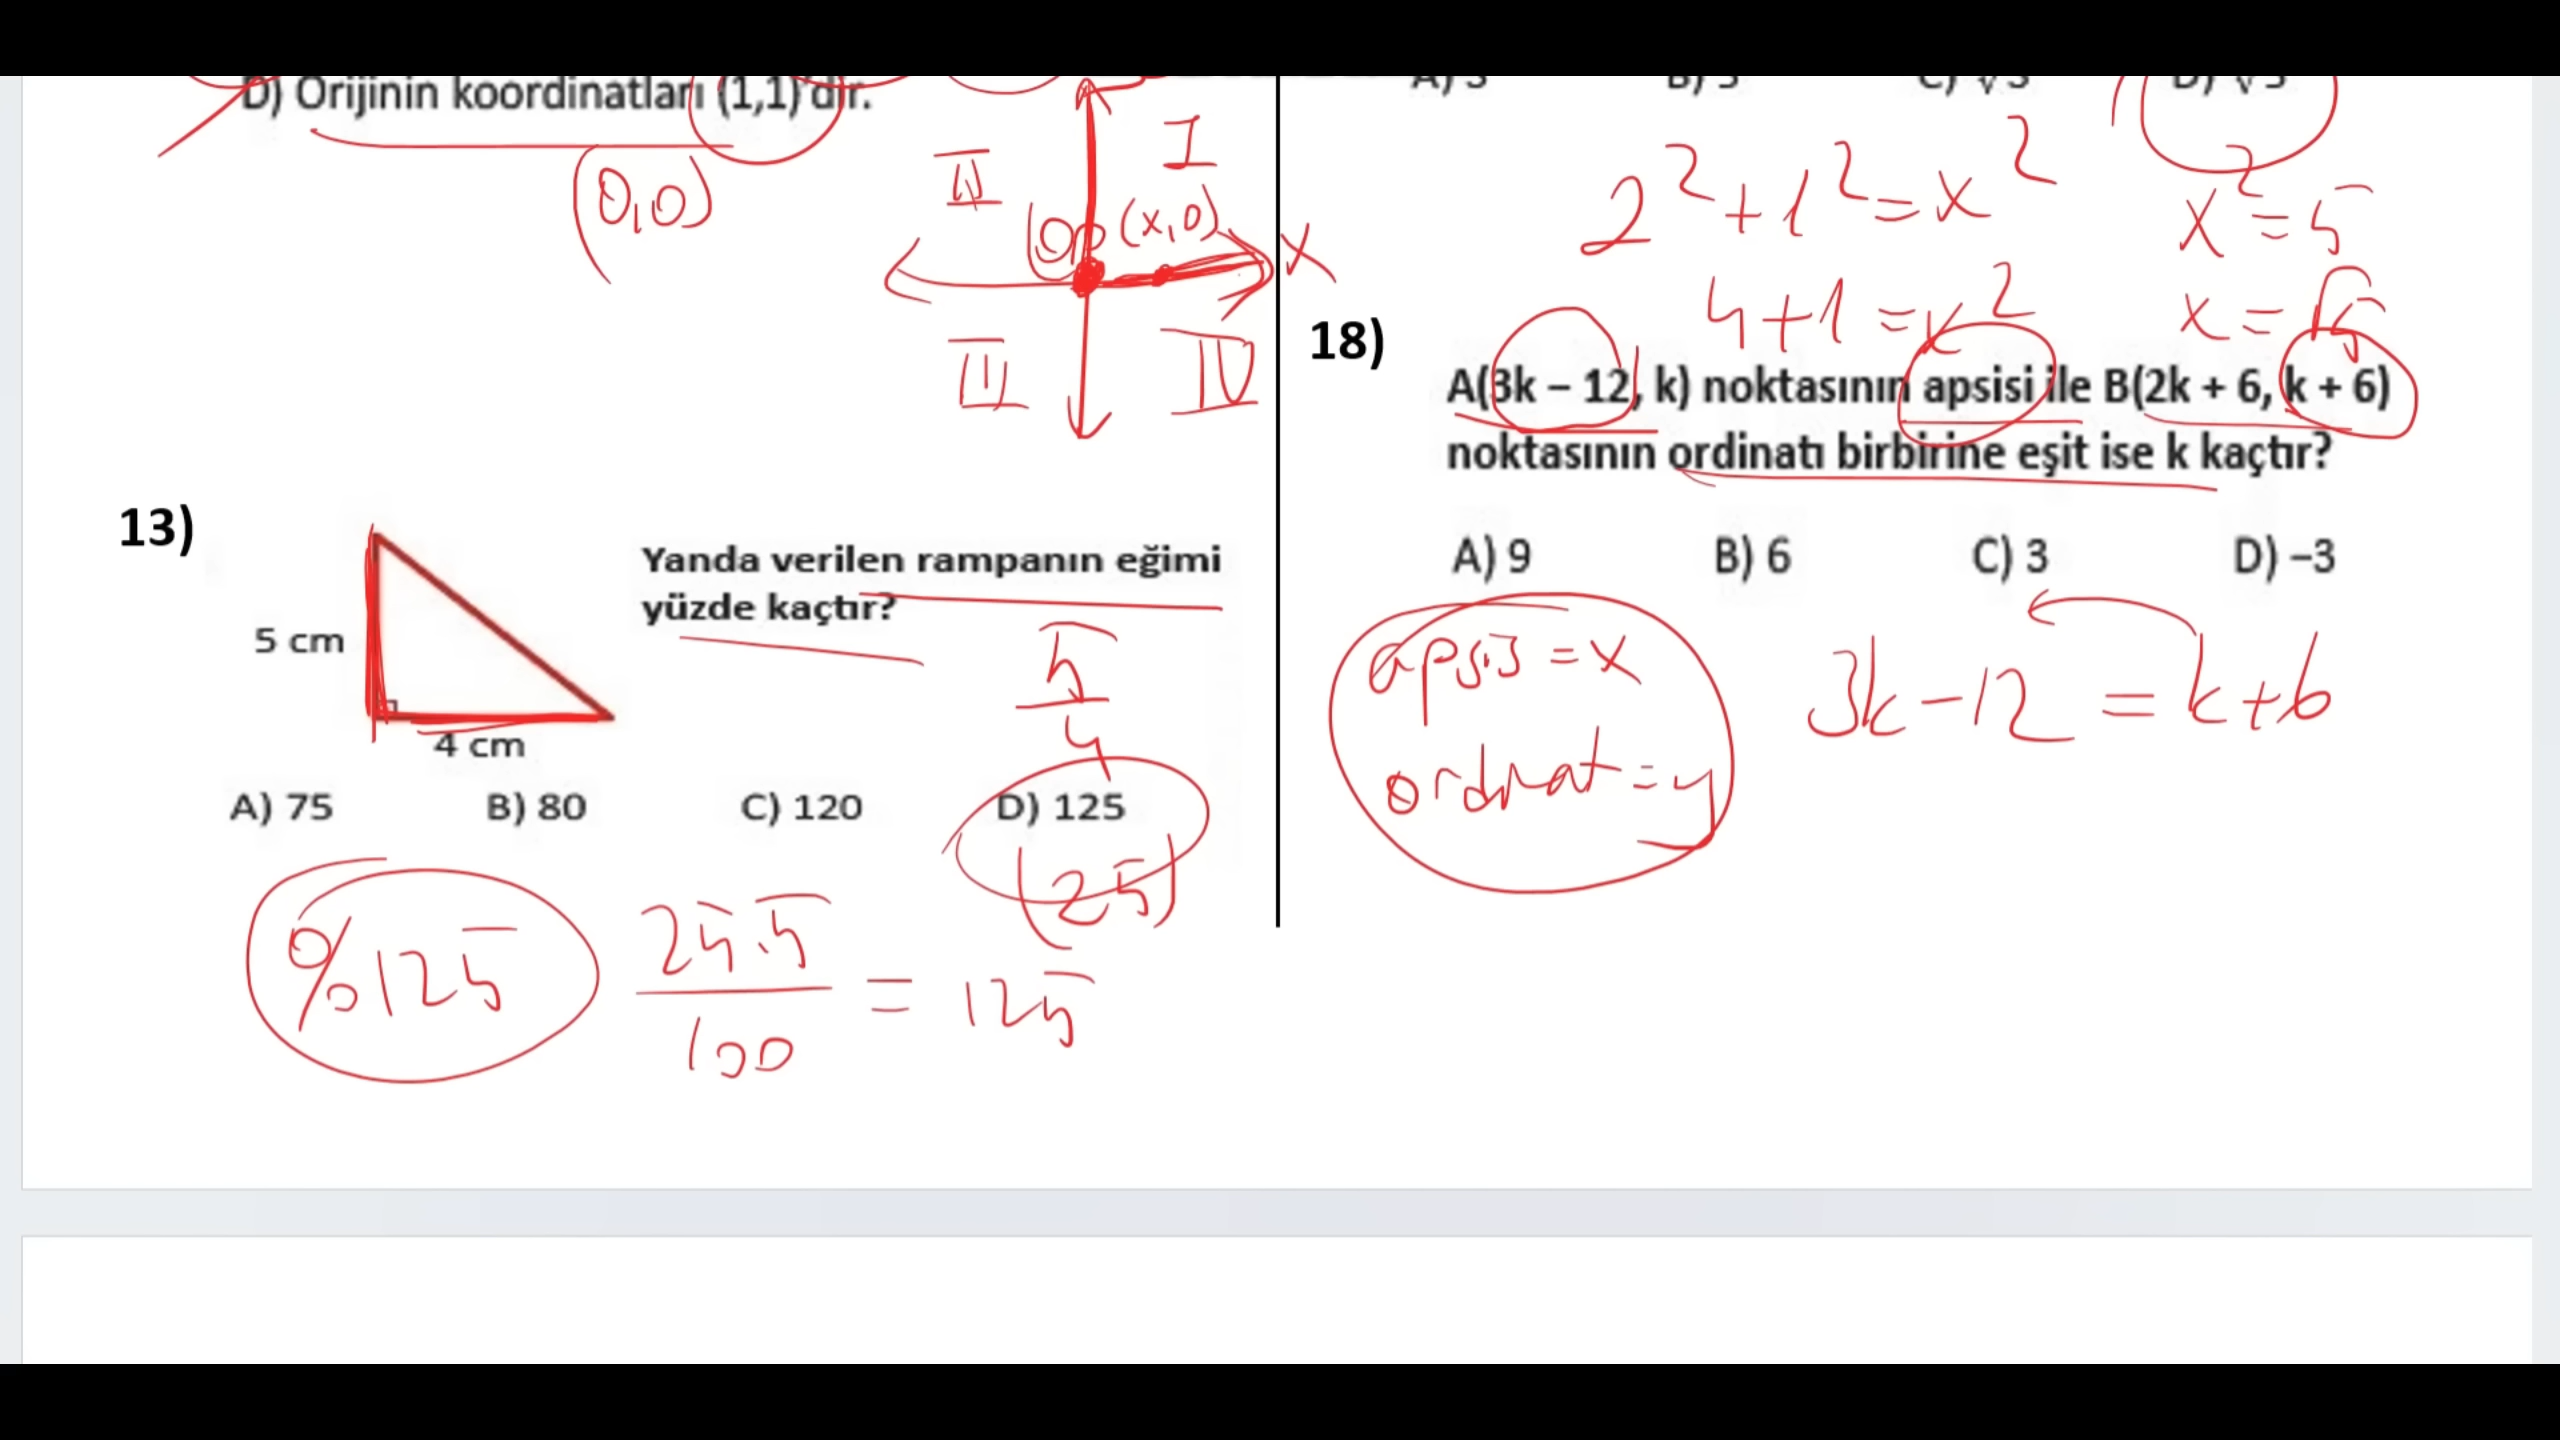 D) Orijinin koordinatları (1,1)'dir.
(0,0)
II
I
(x,0)
x
III
IV
13)
Yanda verilen rampanın eğimi
yüzde kaçtır?
5 cm
4 cm
5
4
A) 75 B) 80 C) 120 D) 125
(25)
%125
25.5
100
= 125
2² + 1² = x²
x² = 5
4 + 1 = x²
x = √5
18)
A(3k – 12, k) noktasının apsisi ile B(2k + 6, k + 6)
noktasının ordinatı birbirine eşit ise k kaçtır?
A) 9 B) 6 C) 3 D) –3
apsis = x
ordinat = y
3k – 12 = k + 6